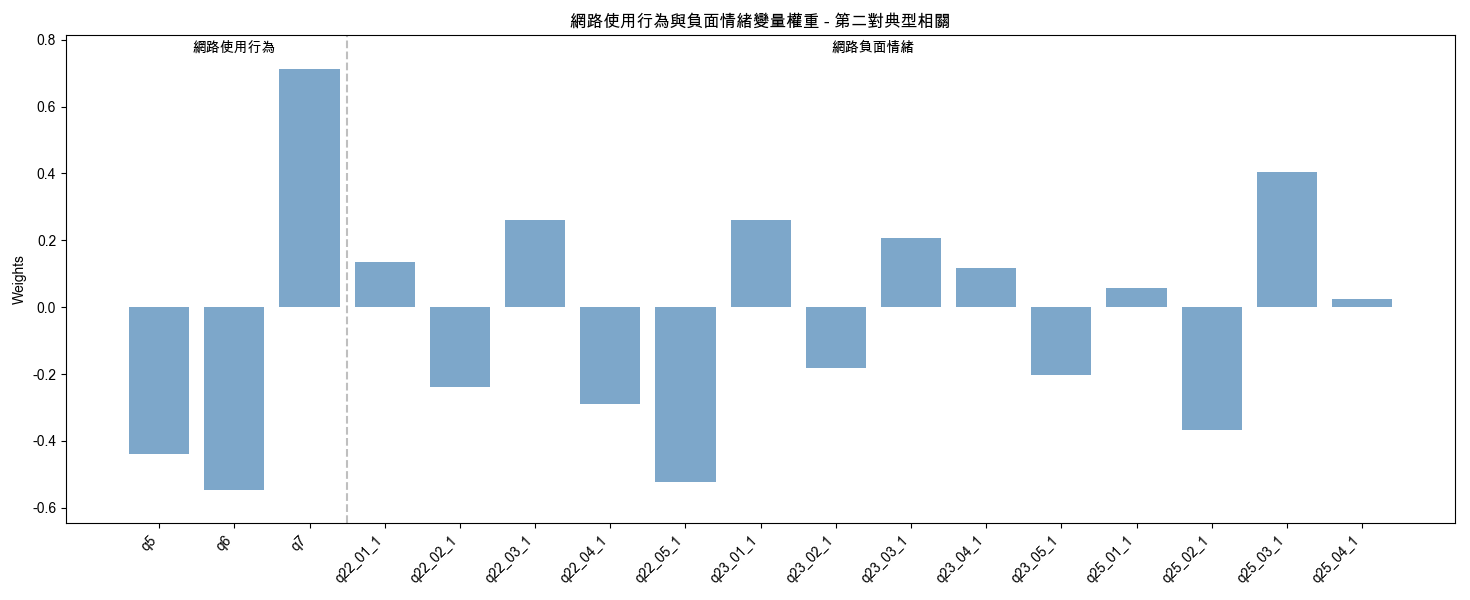 網路使用行為與負面情緒變量權重 - 第二對典型相關
網路使用行為
網路負面情緒
Weights
0.8
0.6
0.4
0.2
0.0
-0.2
-0.4
-0.6
q5
q6
q7
q22_01_1
q22_02_1
q22_03_1
q22_04_1
q22_05_1
q23_01_1
q23_02_1
q23_03_1
q23_04_1
q23_05_1
q25_01_1
q25_02_1
q25_03_1
q25_04_1